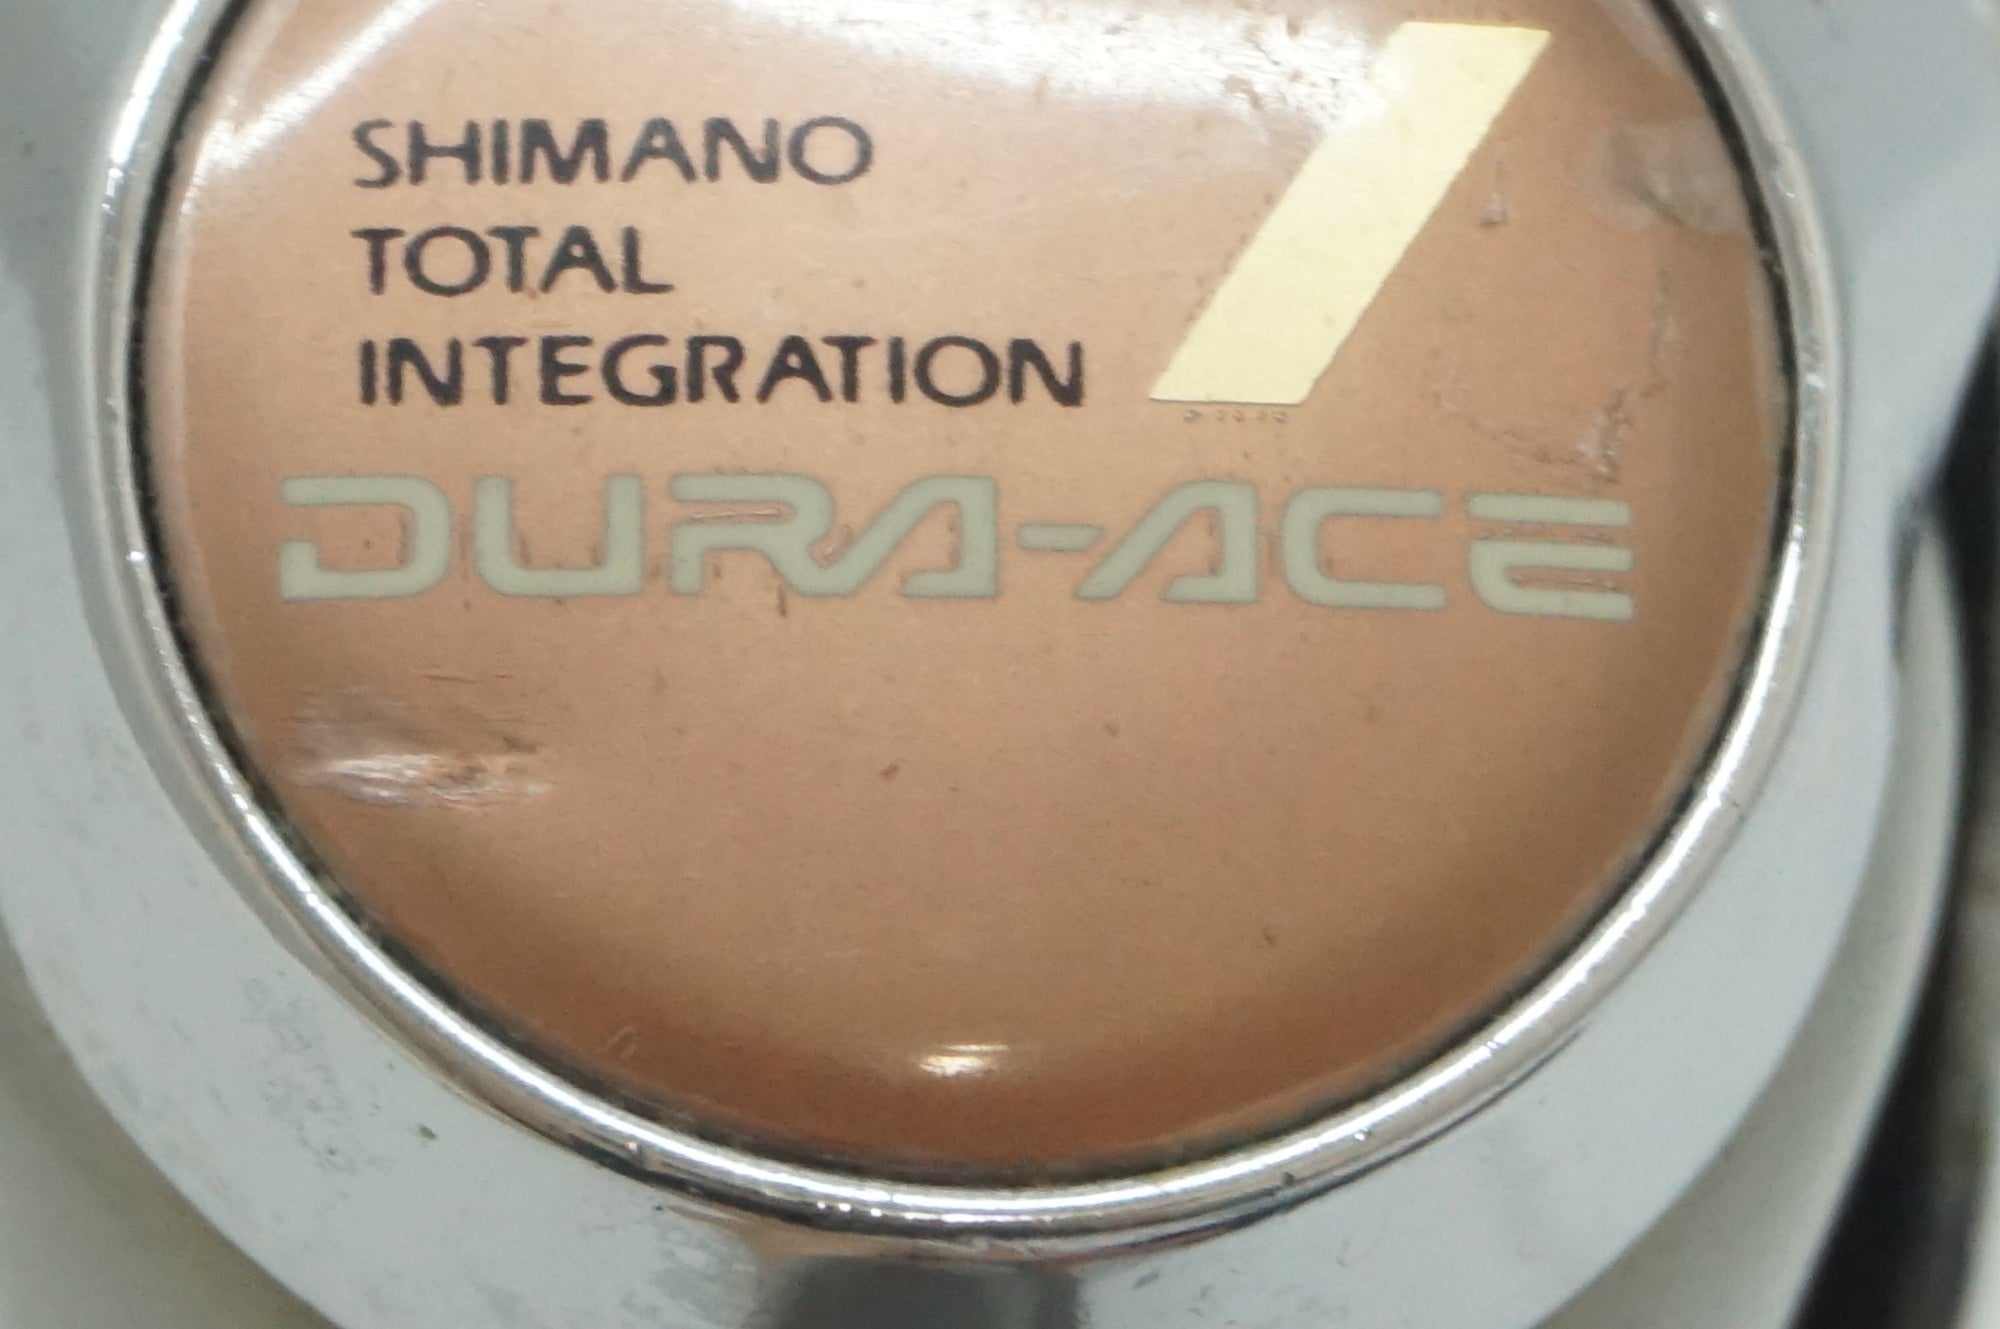 SHIMANO
TOTAL
INTEGRATION
DURA-ACE